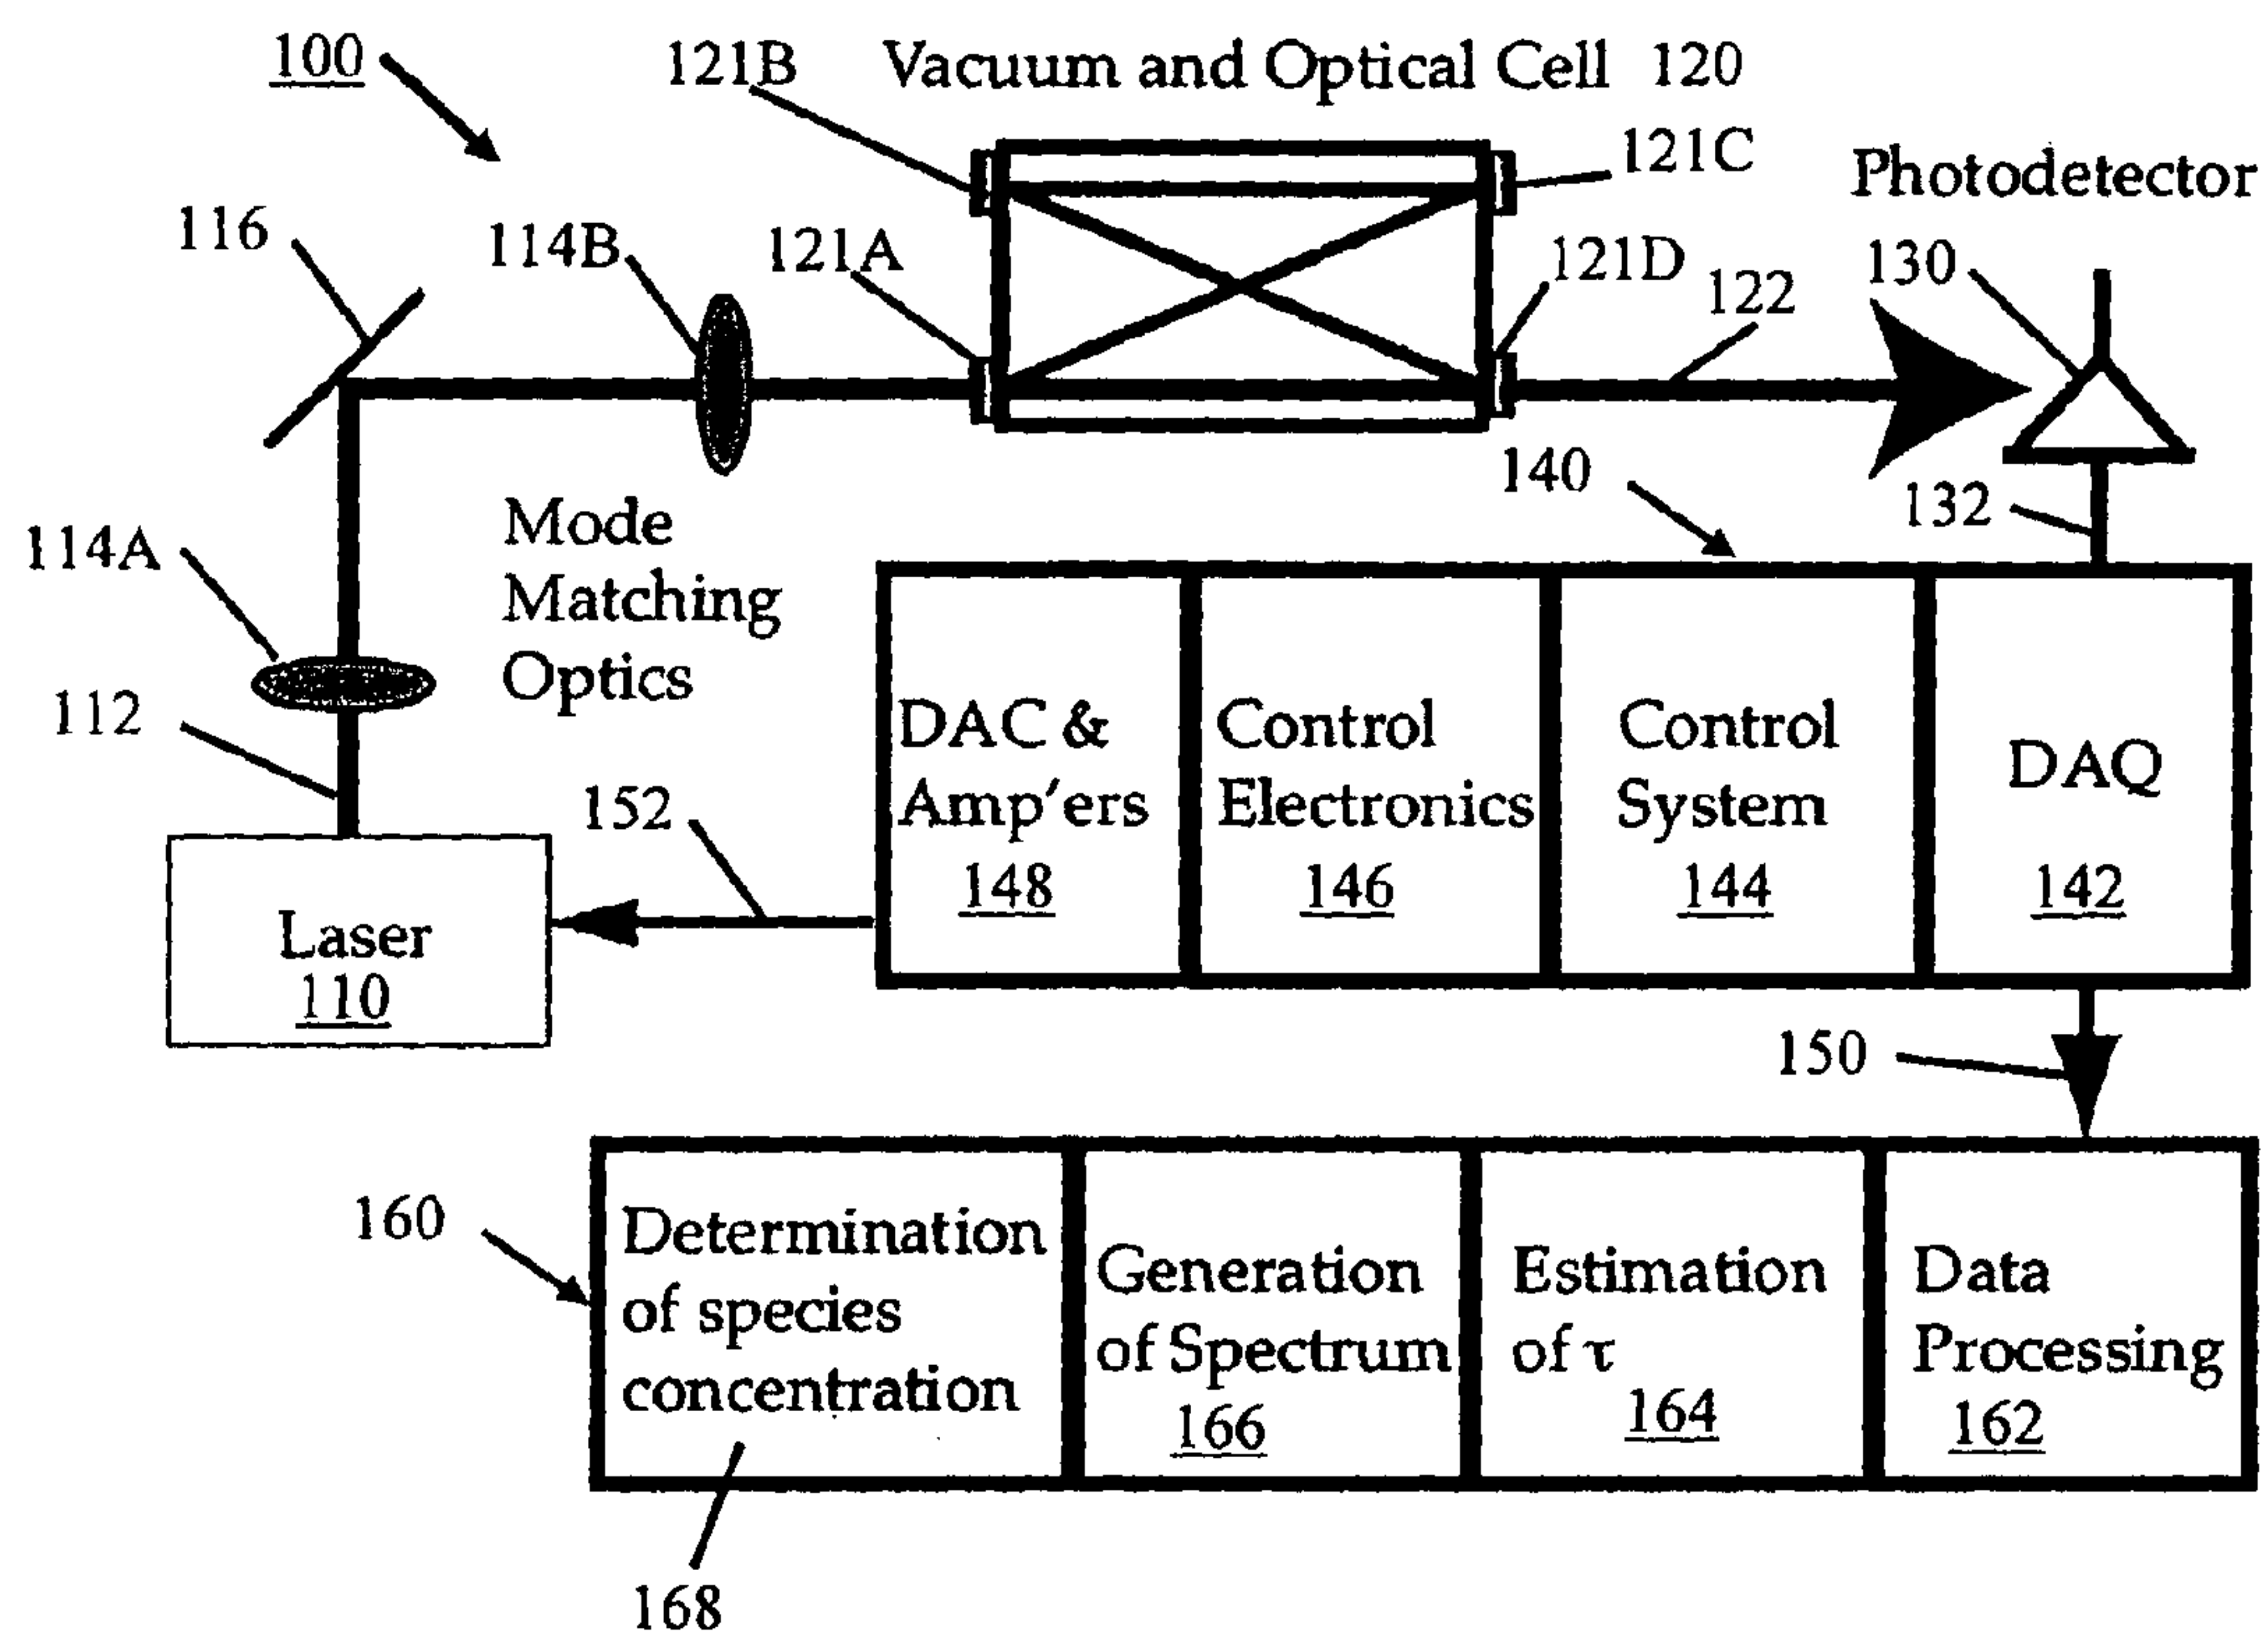 100
121B
Vacuum and Optical Cell 120
121C
Photodetector
116
114B
121A
121D
122
130
140
132
Mode
Matching
Optics
114A
112
152
DAC &
Amp'ers
148
Control
Electronics
146
Control
System
144
DAQ
142
Laser
110
150
160
Determination
of species
concentration
168
Generation
of Spectrum
166
Estimation
of τ
164
Data
Processing
162